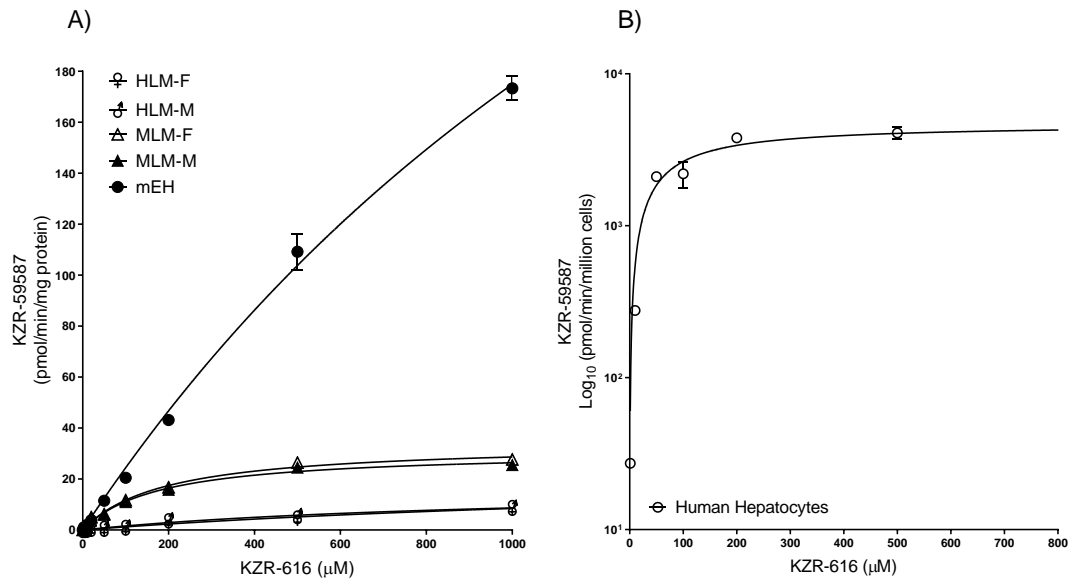 A)
B)
HLM-F
HLM-M
MLM-F
MLM-M
mEH
KZR-59587
(pmol/min/mg protein)
180
160
140
120
100
80
60
40
20
0
0
200
400
600
800
1000
KZR-616 (μM)
KZR-59587
Log10 (pmol/min/million cells)
10⁴
10³
10²
10¹
Human Hepatocytes
0
100
200
300
400
500
600
700
800
KZR-616 (μM)